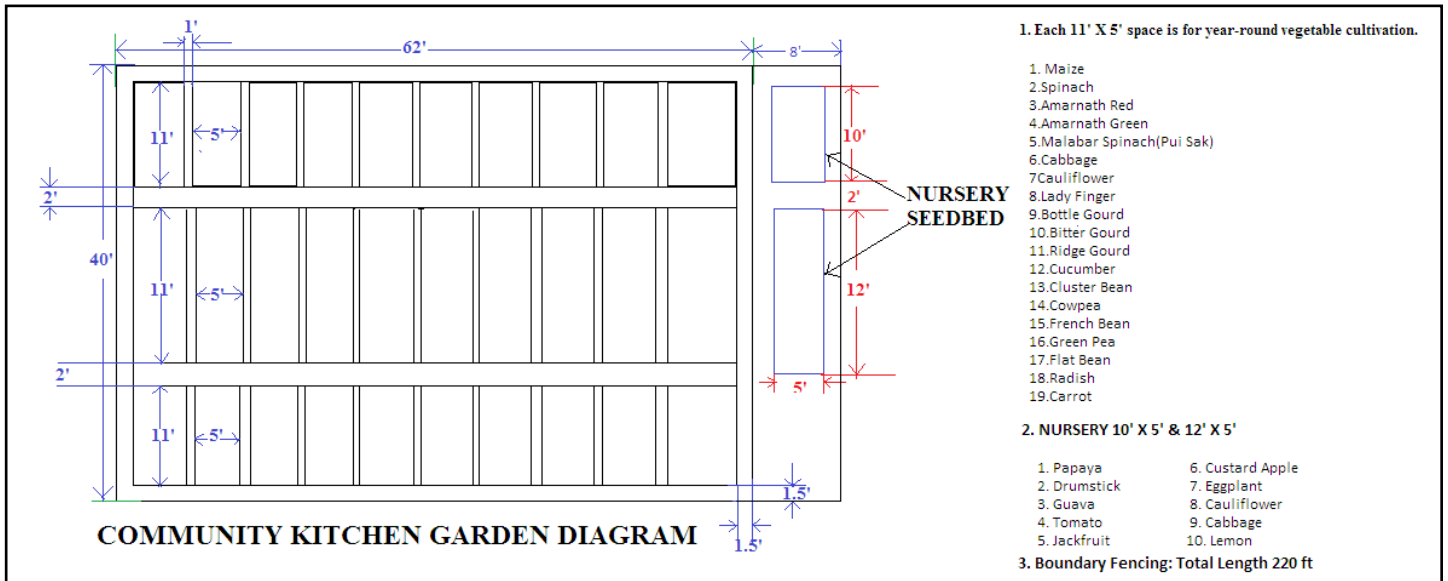 1'
62'
8'
11'
5'
10'
2'
2'
NURSERY
SEEDBED
40'
11'
5'
12'
2'
5'
11'
5'
1.5'
1.5'
COMMUNITY KITCHEN GARDEN DIAGRAM
1. Each 11' X 5' space is for year-round vegetable cultivation.
1. Maize
2.Spinach
3.Amarnath Red
4.Amarnath Green
5.Malabar Spinach(Pui Sak)
6.Cabbage
7Cauliflower
8.Lady Finger
9.Bottle Gourd
10.Bitter Gourd
11.Ridge Gourd
12.Cucumber
13.Cluster Bean
14.Cowpea
15.French Bean
16.Green Pea
17.Flat Bean
18.Radish
19.Carrot
2. NURSERY 10' X 5' & 12' X 5'
1. Papaya
2. Drumstick
3. Guava
4. Tomato
5. Jackfruit
6. Custard Apple
7. Eggplant
8. Cauliflower
9. Cabbage
10. Lemon
3. Boundary Fencing: Total Length 220 ft